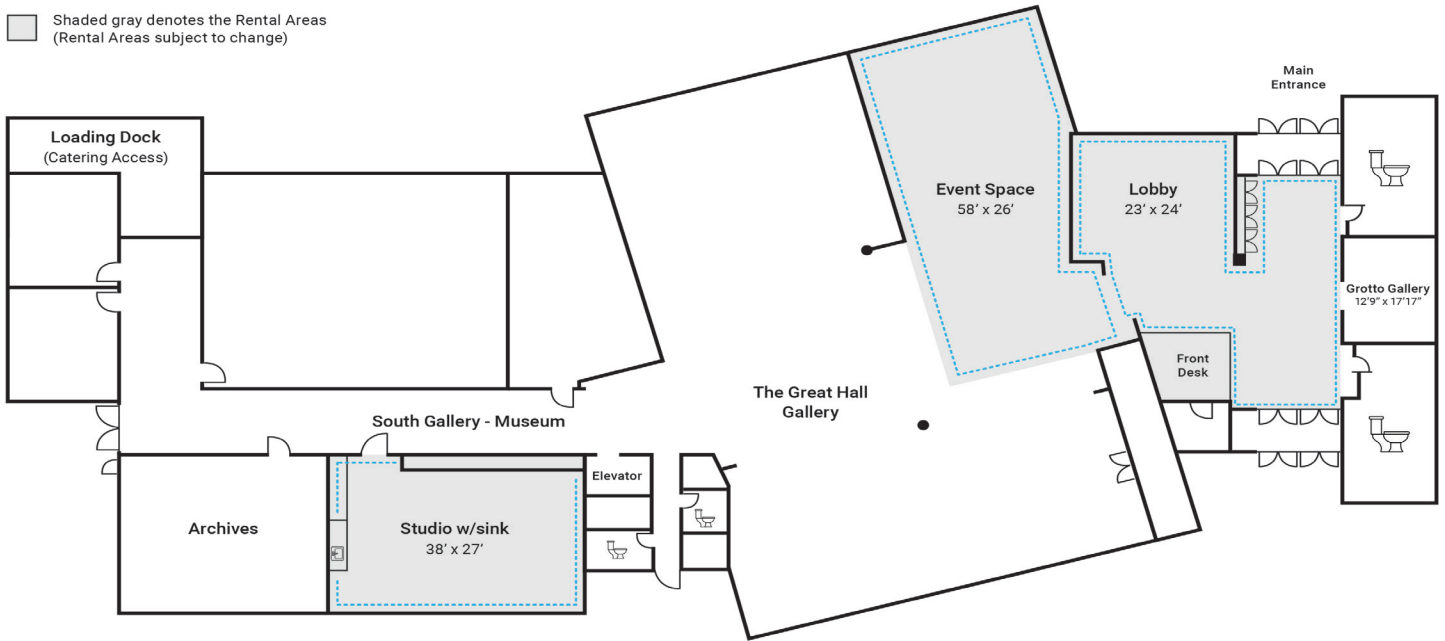 Shaded gray denotes the Rental Areas
(Rental Areas subject to change)
Main
Entrance
Loading Dock
(Catering Access)
Event Space
58’ x 26’
Lobby
23’ x 24’
Grotto Gallery
12’9” x 17’17”
Front
Desk
The Great Hall
Gallery
South Gallery - Museum
Elevator
Archives
Studio w/sink
38’ x 27’